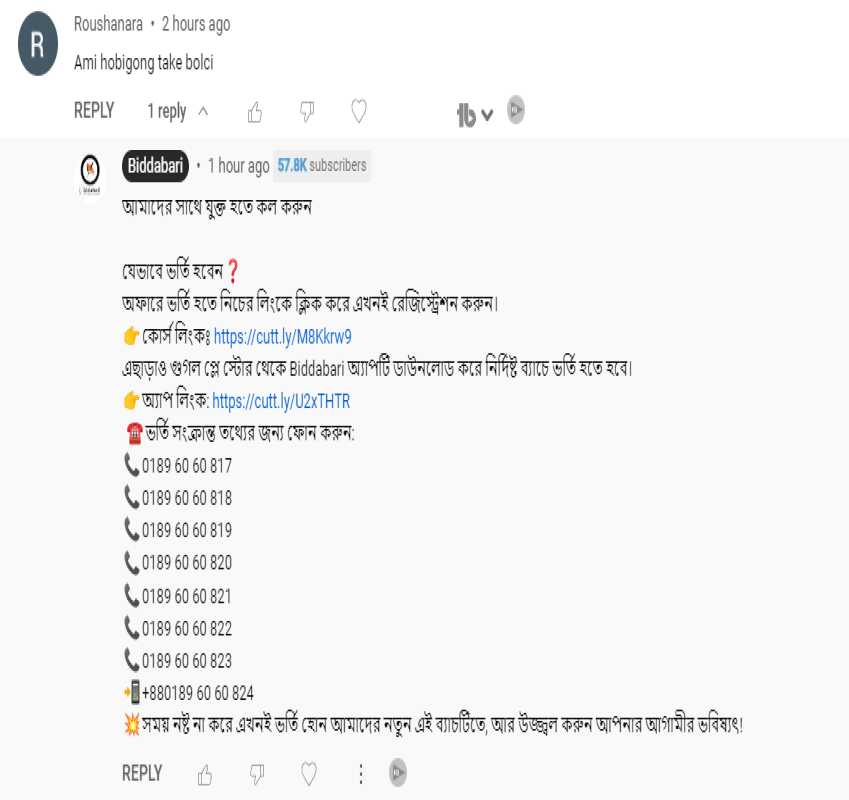 Roushanara • 2 hours ago
Ami hobigong take bolci
REPLY 1 reply
Biddabari • 1 hour ago 57.8K subscribers
আমাদের সাথে যুক্ত হতে কল করুন
যেভাবে ভর্তি হবেন ❓
অফারে ভর্তি হতে নিচের লিংকে ক্লিক করে এখনই রেজিস্ট্রেশন করুন।
👉 কোর্স লিংকঃ https://cutt.ly/M8Kkrw9
এছাড়াও গুগল প্লে স্টোর থেকে Biddabari অ্যাপটি ডাউনলোড করে নির্দিষ্ট ব্যাচে ভর্তি হতে হবে।
👉 অ্যাপ লিংক: https://cutt.ly/U2xTHTR
☎️ ভর্তি সংক্রান্ত তথ্যের জন্য ফোন করুন:
📞 0189 60 60 817
📞 0189 60 60 818
📞 0189 60 60 819
📞 0189 60 60 820
📞 0189 60 60 821
📞 0189 60 60 822
📞 0189 60 60 823
📲 +880189 60 60 824
💥 সময় নষ্ট না করে এখনই ভর্তি হোন আমাদের নতুন এই ব্যাচটিতে, আর উজ্জ্বল করুন আপনার আগামীর ভবিষ্যৎ!
REPLY